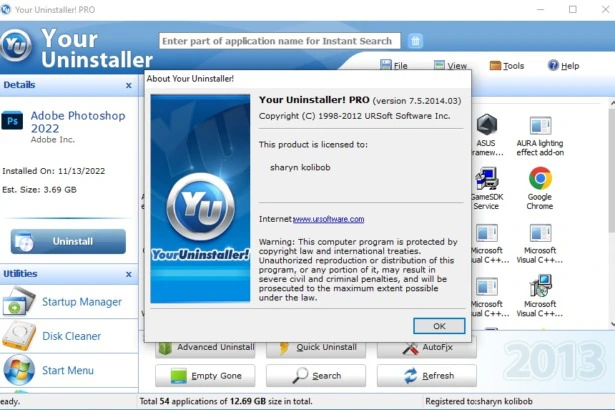 Your Uninstaller! PRO
Your
Uninstaller
Enter part of application name for Instant Search
File View Tools Help
Details x
Ps
Adobe Photoshop
2022
Adobe Inc.
Installed On: 11/13/2022
Est. Size: 3.69 GB
Uninstall
Utilities x
Startup Manager
Disk Cleaner
Start Menu
About Your Uninstaller!
YU
YourUninstaller!
Your Uninstaller! PRO (version 7.5.2014.03)
Copyright (C) 1998-2012 URSoft Software Inc.
This product is licensed to:
sharyn kolibob
Internet:www.ursoftware.com
Warning: This computer program is protected by
copyright law and international treaties.
Unauthorized reproduction or distribution of this
program, or any portion of it, may result in
severe civil and criminal penalties, and will be
prosecuted to the maximum extent possible
under the law.
OK
ASUS
Framew...
AURA lighting
effect add-on
GameSDK
Service
Google
Chrome
Microsoft
Visual C++...
Microsoft
Visual C++...
Microsoft
Visual C++...
Microsoft
Visual C++...
Advanced Uninstall Quick Uninstall AutoFix
Empty Gone Search Refresh
2013
eady.
Total 54 applications of 12.69 GB size in total.
Registered to:sharyn kolibob